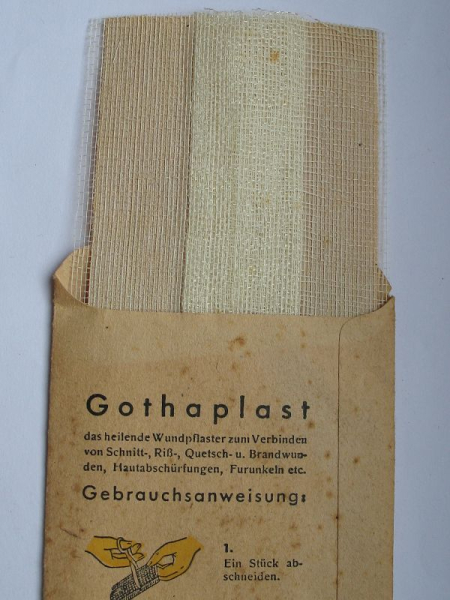 Gothaplast
das heilende Wundpflaster zum Verbinden
von Schnitt-, Riß-, Quetsch- u. Brandwun-
den, Hautabschürfungen, Furunkeln etc.
Gebrauchsanweisung:
1.
Ein Stück ab-
schneiden.